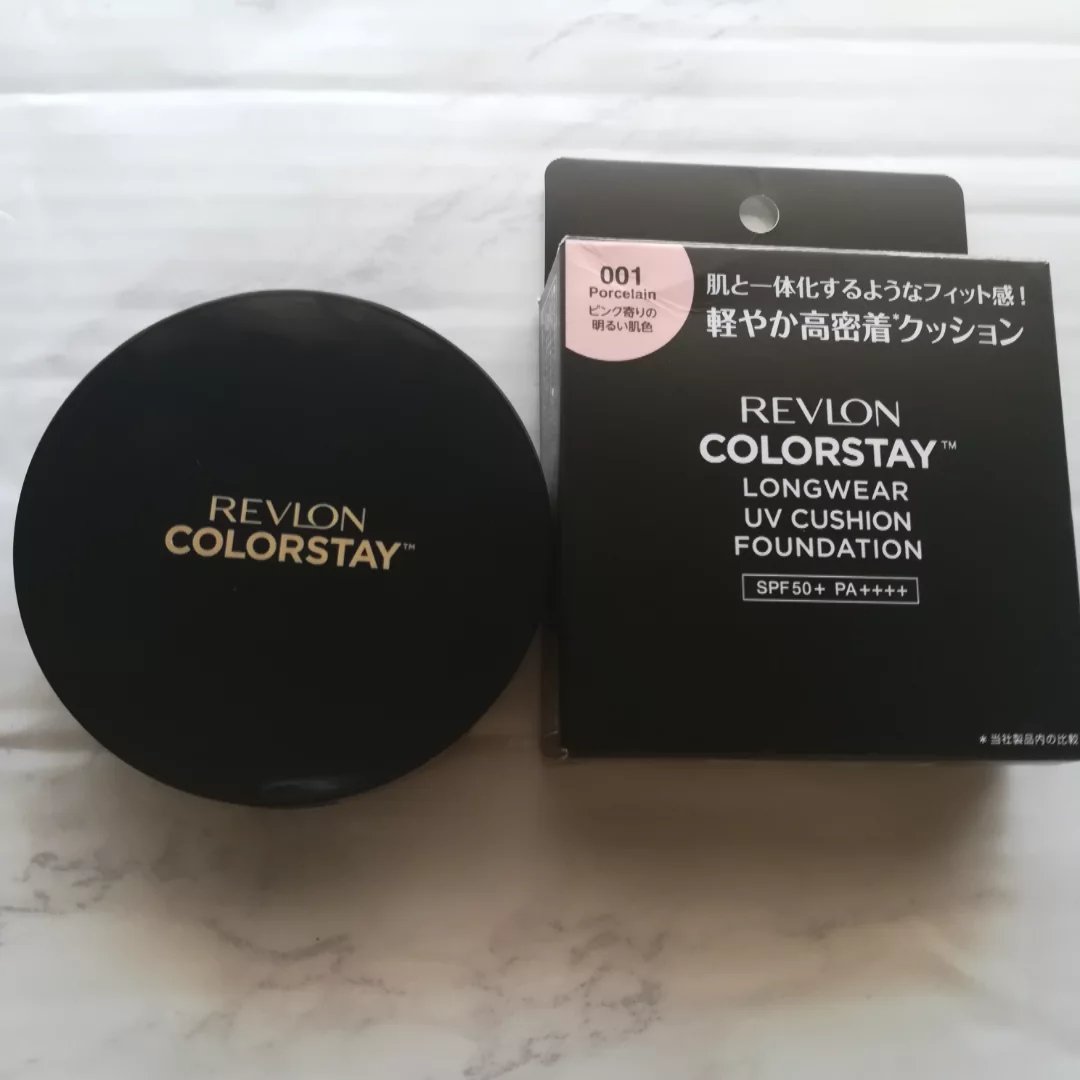 REVLON
COLORSTAY™
001
Porcelain
ピンク寄りの
明るい肌色
肌と一体化するようなフィット感！
軽やか高密着*クッション
REVLON
COLORSTAY™
LONGWEAR
UV CUSHION
FOUNDATION
SPF50+ PA++++
*当社製品内の比較